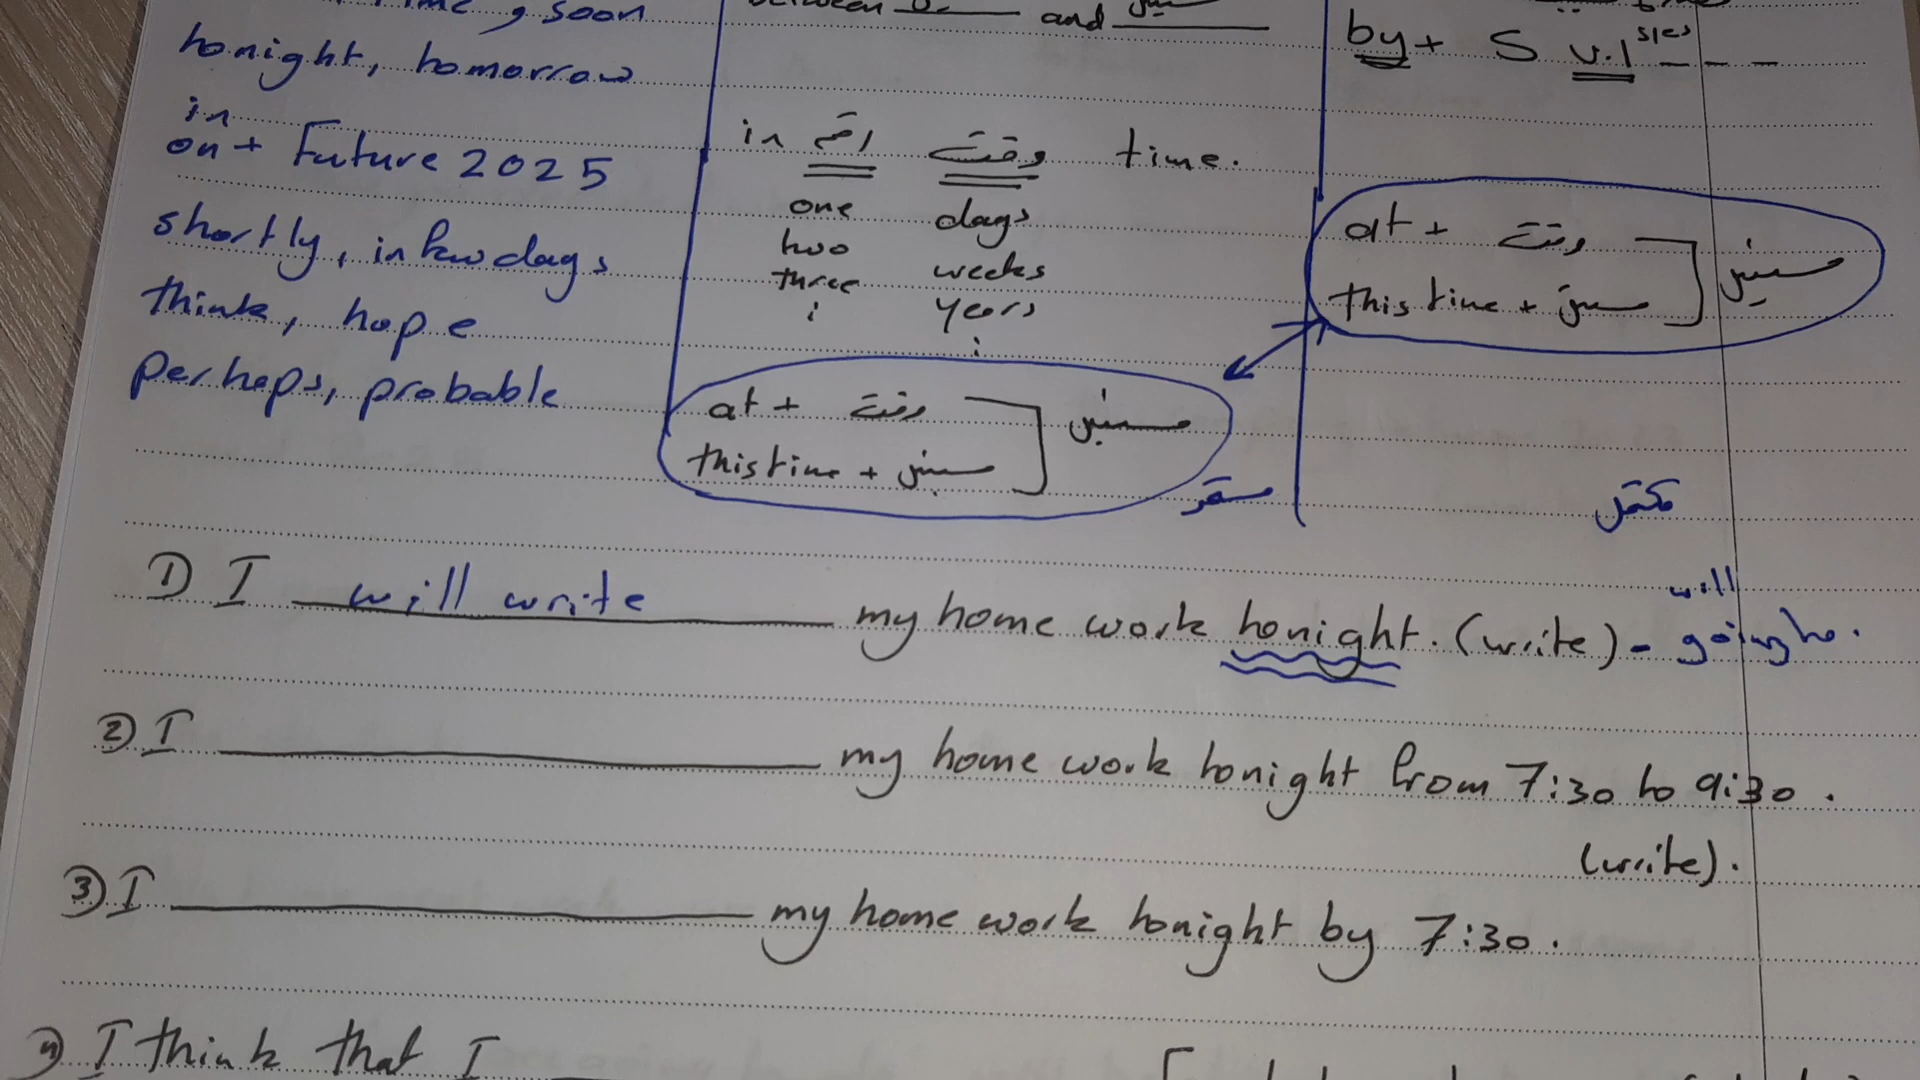 soon
tonight, tomorrow
in
on + Future 2025
shortly, in few days
think, hope
perhaps, probable
between and
in رقم وقت time.
one days
two weeks
three years
at + وقت
this time +
مستقبل
مستمر
by + S v.1 s/es
at + وقت
this time +
مستقبل
مكتمل
1) I will write my home work tonight. (write) - going to.
will
2) I my home work tonight from 7:30 to 9:30.
(write).
3) I my home work tonight by 7:30.
I think that I